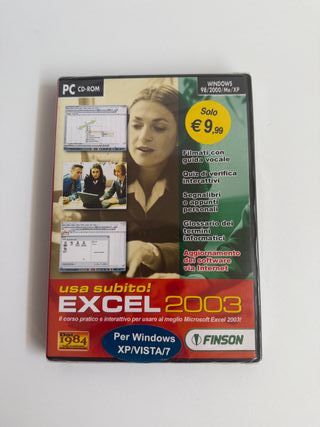 PC CD-ROM
WINDOWS
98/2000/Me/XP
Solo
€ 9,99
Filmati con
guida vocale
Quiz di verifica
interattivi
Segnalibri
e appunti
personali
Glossario dei
termini
informatici
Aggiornamento
del software
via Internet
usa subito!
EXCEL 2003
Il corso pratico e interattivo per usare al meglio Microsoft Excel 2003!
1984
Per Windows
XP/VISTA/7
FINSON